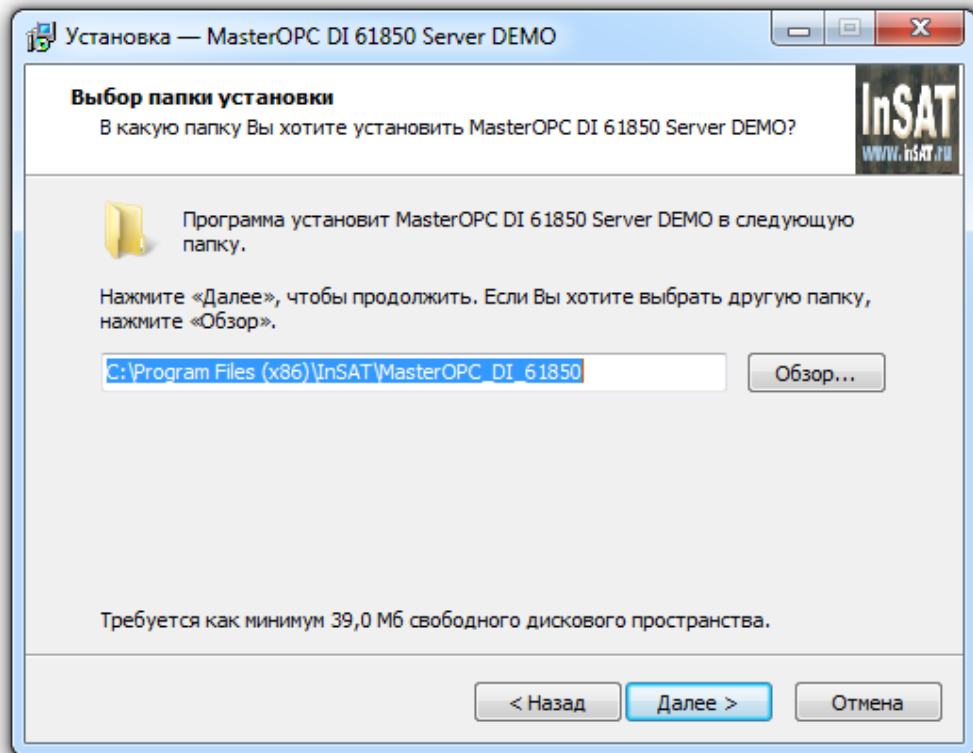 Установка — MasterOPC DI 61850 Server DEMO
Выбор папки установки
В какую папку Вы хотите установить MasterOPC DI 61850 Server DEMO?
InSAT
www.inSAT.ru
Программа установит MasterOPC DI 61850 Server DEMO в следующую
папку.
Нажмите «Далее», чтобы продолжить. Если Вы хотите выбрать другую папку,
нажмите «Обзор».
C:\Program Files (x86)\InSAT\MasterOPC_DI_61850
Обзор...
Требуется как минимум 39,0 Мб свободного дискового пространства.
< Назад
Далее >
Отмена